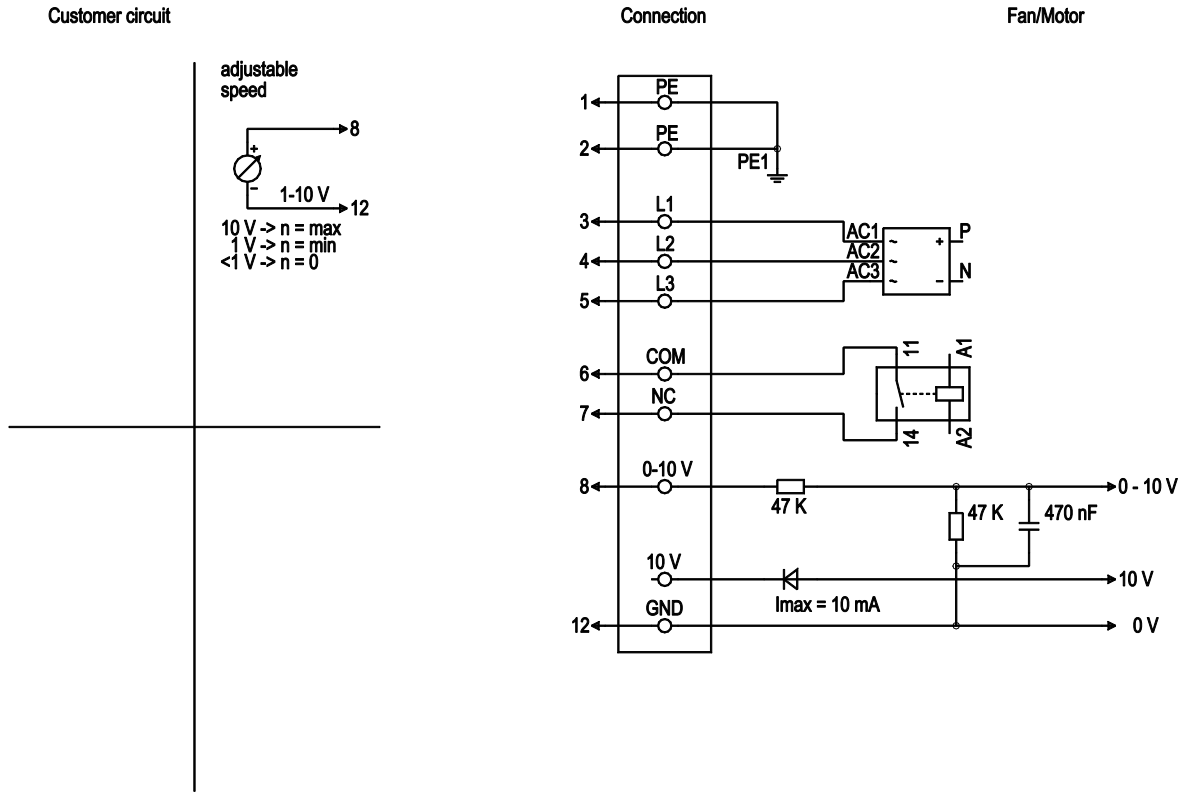 Customer circuit
Connection
Fan/Motor
adjustable
speed
8
+
−
1-10 V
12
10 V -> n = max
1 V -> n = min
<1 V -> n = 0
1
PE
2
PE
PE1
3
L1
AC1
~
+
P
4
L2
AC2
~
5
L3
AC3
~
−
N
6
COM
11
A1
7
NC
14
A2
8
0-10 V
47 K
47 K
470 nF
0 - 10 V
10 V
Imax = 10 mA
10 V
12
GND
0 V